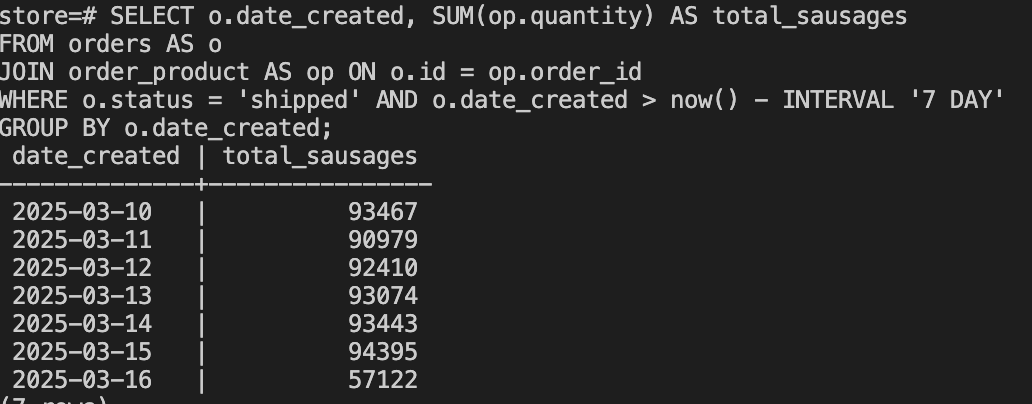 store=# SELECT o.date_created, SUM(op.quantity) AS total_sausages
FROM orders AS o
JOIN order_product AS op ON o.id = op.order_id
WHERE o.status = 'shipped' AND o.date_created > now() - INTERVAL '7 DAY'
GROUP BY o.date_created;
 date_created | total_sausages
--------------+----------------
 2025-03-10   |          93467
 2025-03-11   |          90979
 2025-03-12   |          92410
 2025-03-13   |          93074
 2025-03-14   |          93443
 2025-03-15   |          94395
 2025-03-16   |          57122
(7 rows)